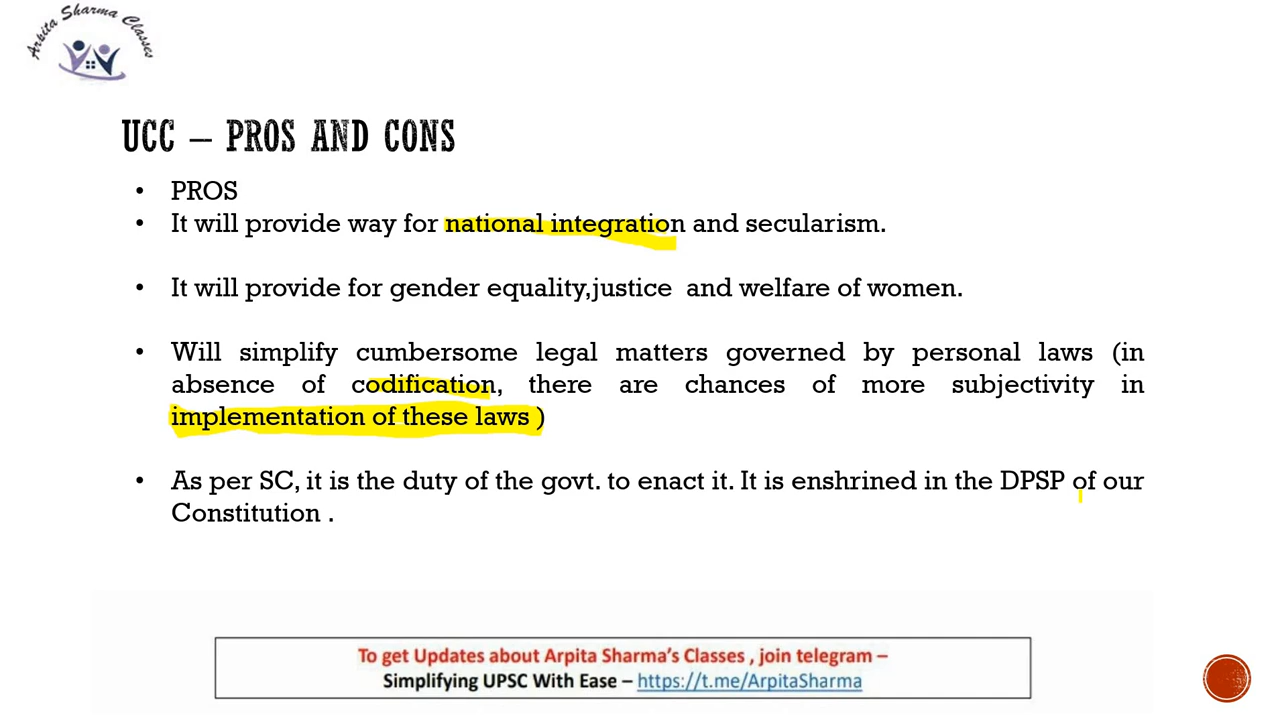 Arpita Sharma Classes
UCC – PROS AND CONS
• PROS
• It will provide way for national integration and secularism.
• It will provide for gender equality,justice and welfare of women.
• Will simplify cumbersome legal matters governed by personal laws (in
absence of codification, there are chances of more subjectivity in
implementation of these laws )
• As per SC, it is the duty of the govt. to enact it. It is enshrined in the DPSP of our
Constitution .
To get Updates about Arpita Sharma's Classes , join telegram –
Simplifying UPSC With Ease – https://t.me/ArpitaSharma